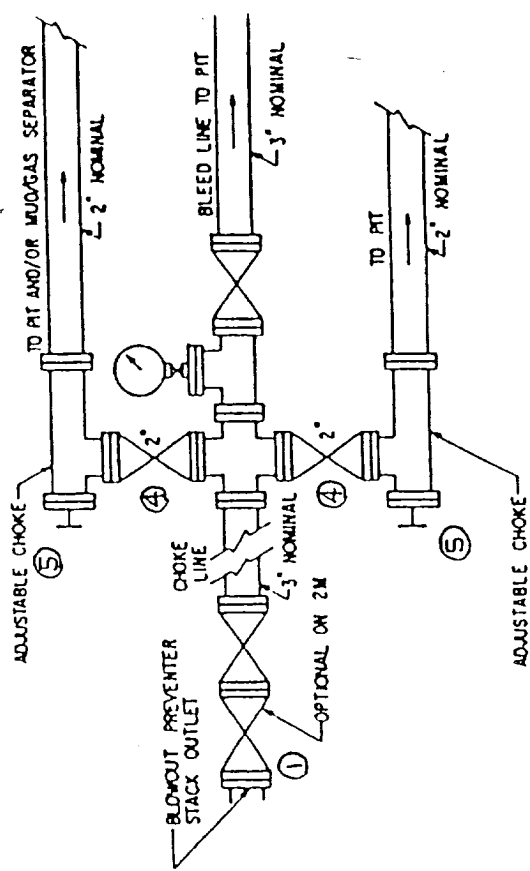 TO PIT AND/OR MUD/GAS SEPARATOR
2" NOMINAL
BLEED LINE TO PIT
3" NOMINAL
TO PIT
2" NOMINAL
ADJUSTABLE CHOKE
5
2"
4
CHOKE
LINE
3" NOMINAL
2"
4
5
ADJUSTABLE CHOKE
BLOWOUT PREVENTER
STACK OUTLET
1
OPTIONAL ON 2M